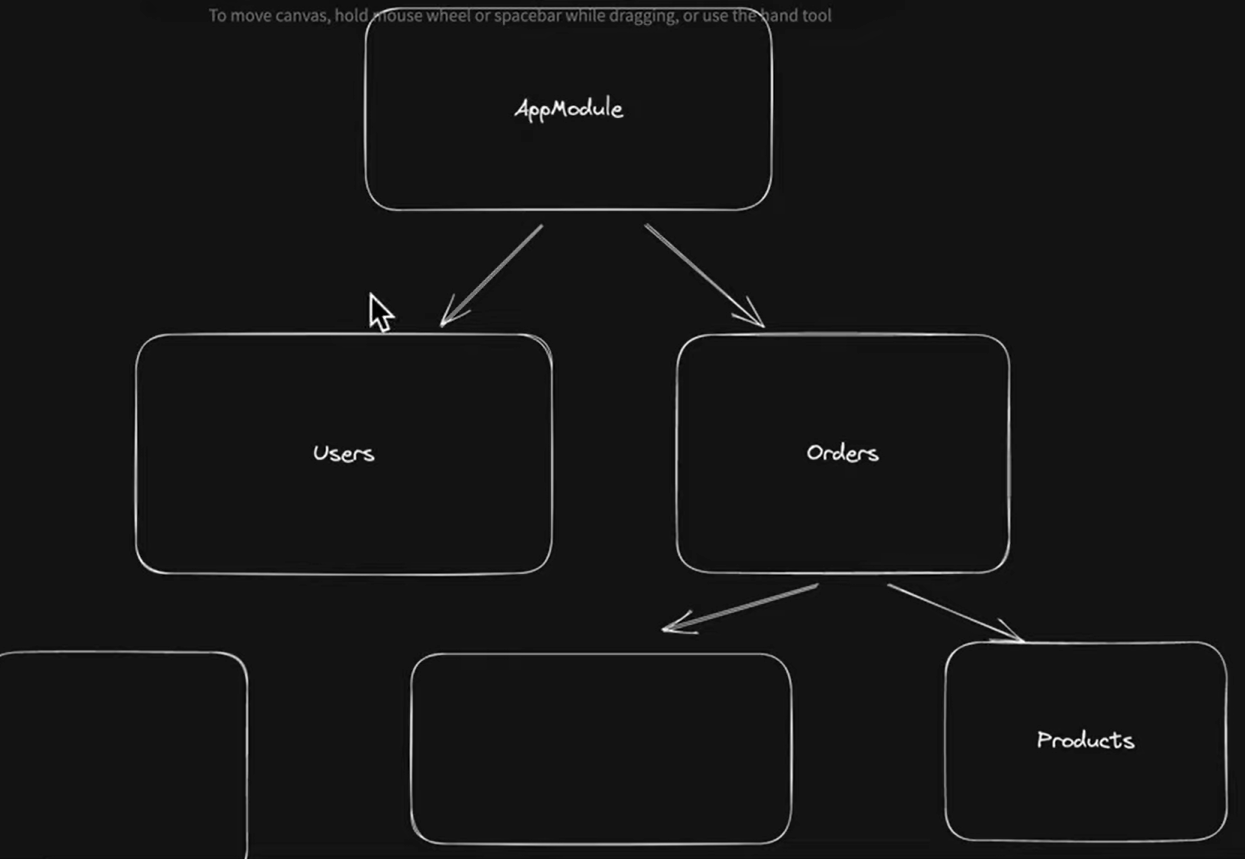 To move canvas, hold mouse wheel or spacebar while dragging, or use the hand tool
AppModule
Users
Orders
Products